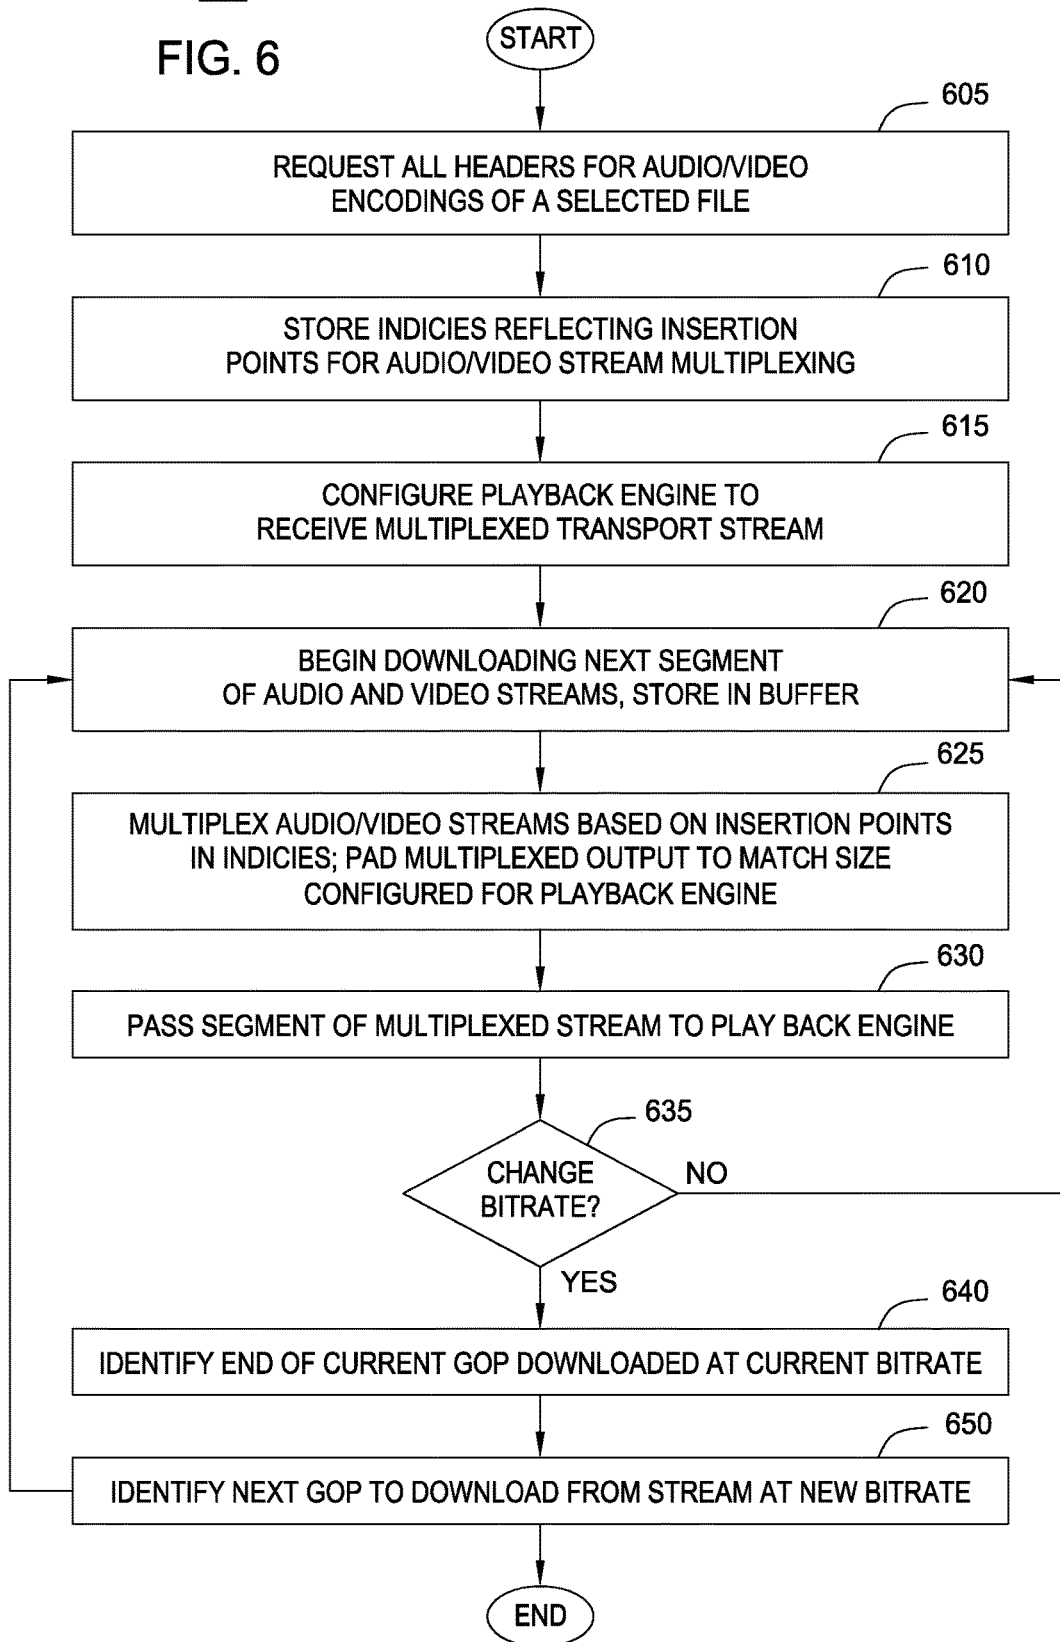 FIG. 6
START
605
REQUEST ALL HEADERS FOR AUDIO/VIDEO
ENCODINGS OF A SELECTED FILE
610
STORE INDICIES REFLECTING INSERTION
POINTS FOR AUDIO/VIDEO STREAM MULTIPLEXING
615
CONFIGURE PLAYBACK ENGINE TO
RECEIVE MULTIPLEXED TRANSPORT STREAM
620
BEGIN DOWNLOADING NEXT SEGMENT
OF AUDIO AND VIDEO STREAMS, STORE IN BUFFER
625
MULTIPLEX AUDIO/VIDEO STREAMS BASED ON INSERTION POINTS
IN INDICIES; PAD MULTIPLEXED OUTPUT TO MATCH SIZE
CONFIGURED FOR PLAYBACK ENGINE
630
PASS SEGMENT OF MULTIPLEXED STREAM TO PLAY BACK ENGINE
635
CHANGE
BITRATE?
NO
YES
640
IDENTIFY END OF CURRENT GOP DOWNLOADED AT CURRENT BITRATE
650
IDENTIFY NEXT GOP TO DOWNLOAD FROM STREAM AT NEW BITRATE
END